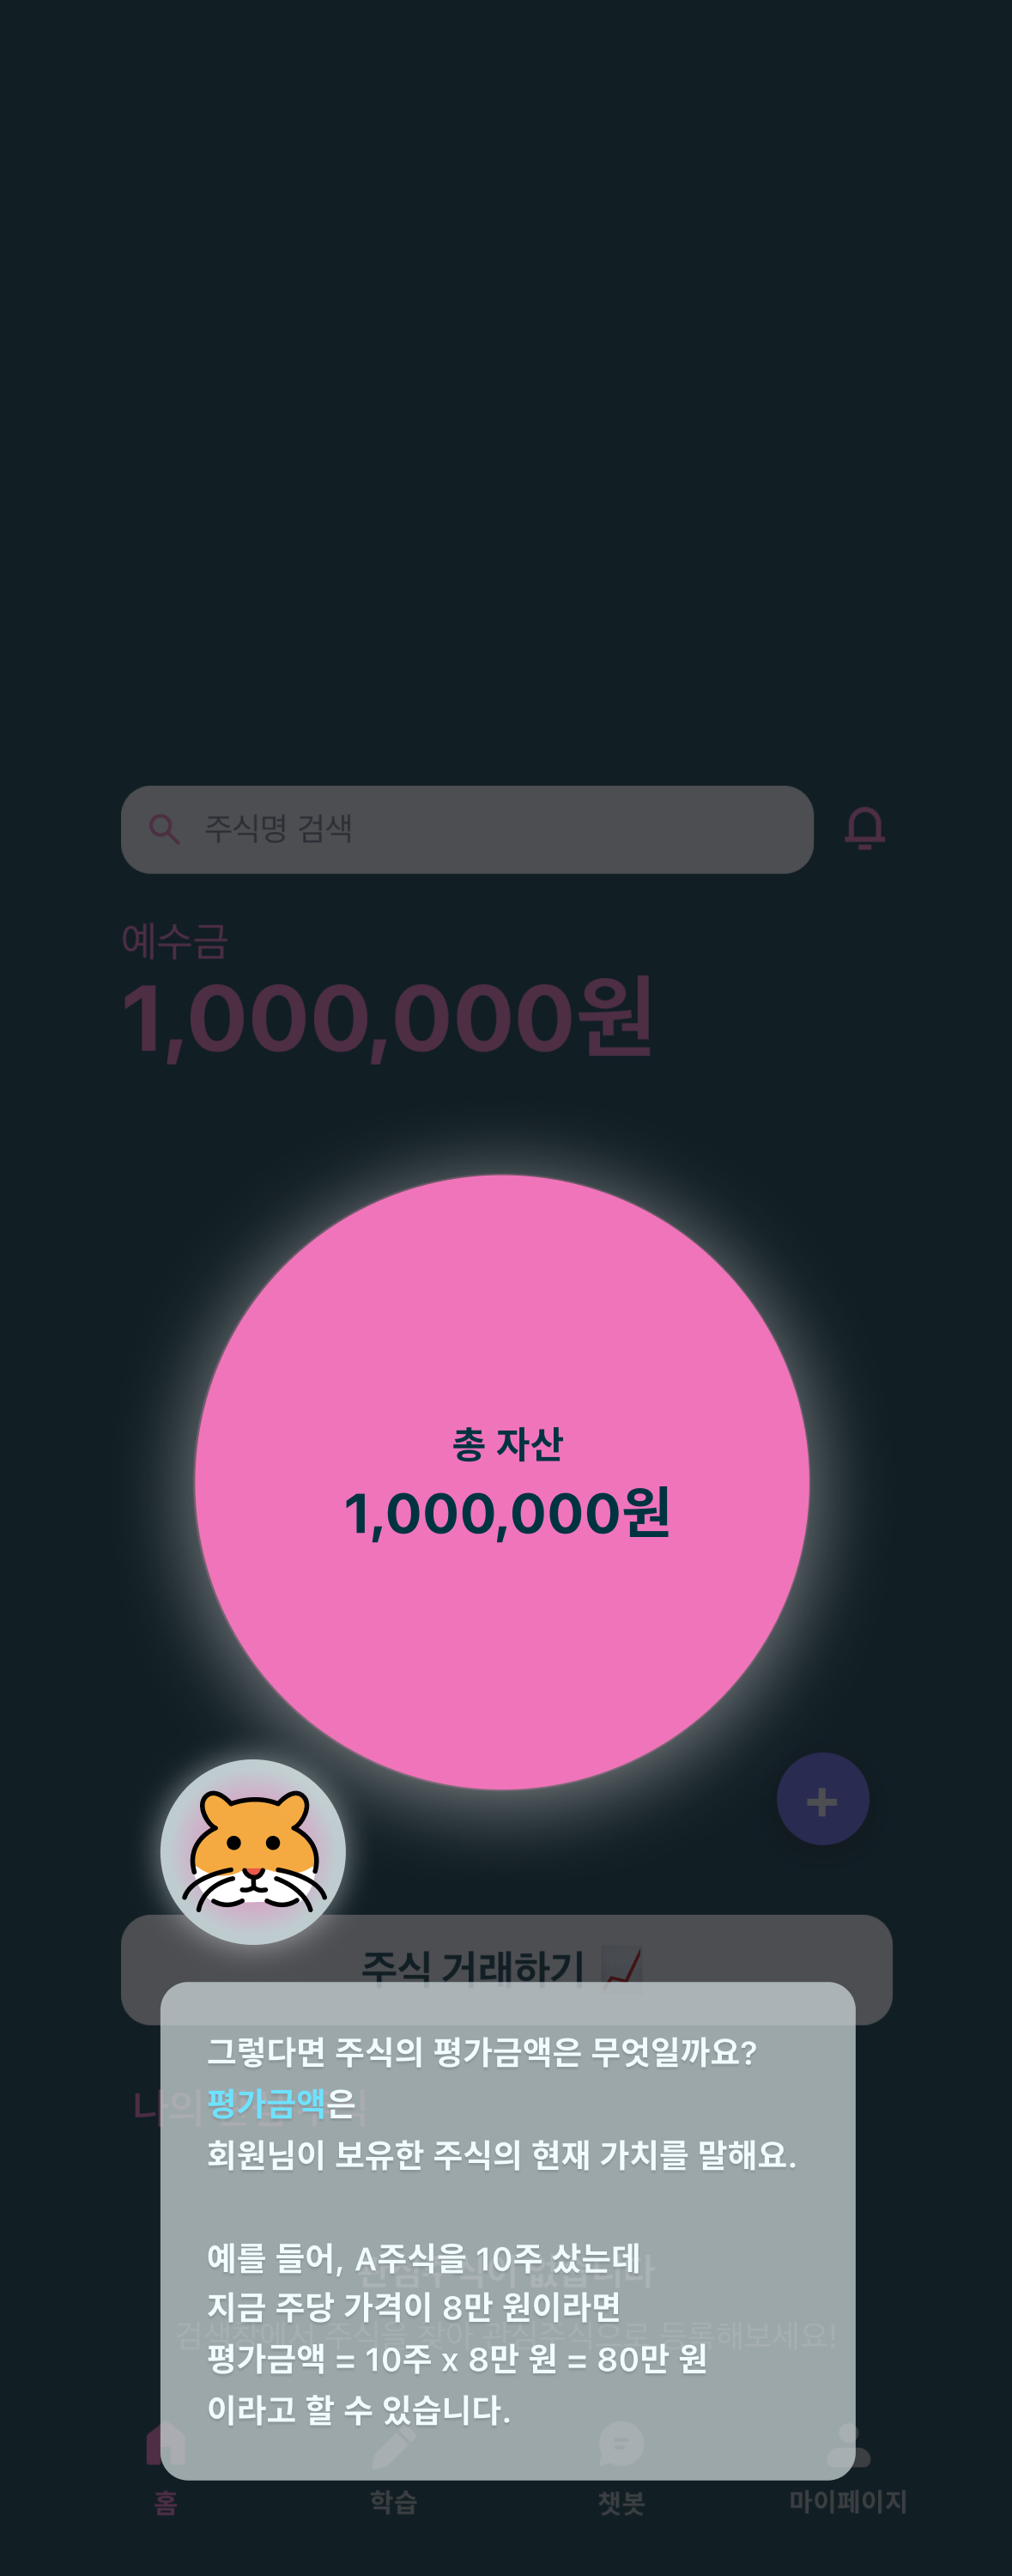 주식명 검색
예수금
1,000,000원
총 자산
1,000,000원
+
주식 거래하기 📈
그렇다면 주식의 평가금액은 무엇일까요?
나의
평가금액은
회원님이 보유한 주식의 현재 가치를 말해요.
예를 들어, A주식을 10주 샀는데
지금 주당 가격이 8만 원이라면
검색창에서 주식을 찾아 관심주식으로 등록해보세요!
평가금액 = 10주 x 8만 원 = 80만 원
이라고 할 수 있습니다.
홈
학습
챗봇
마이페이지